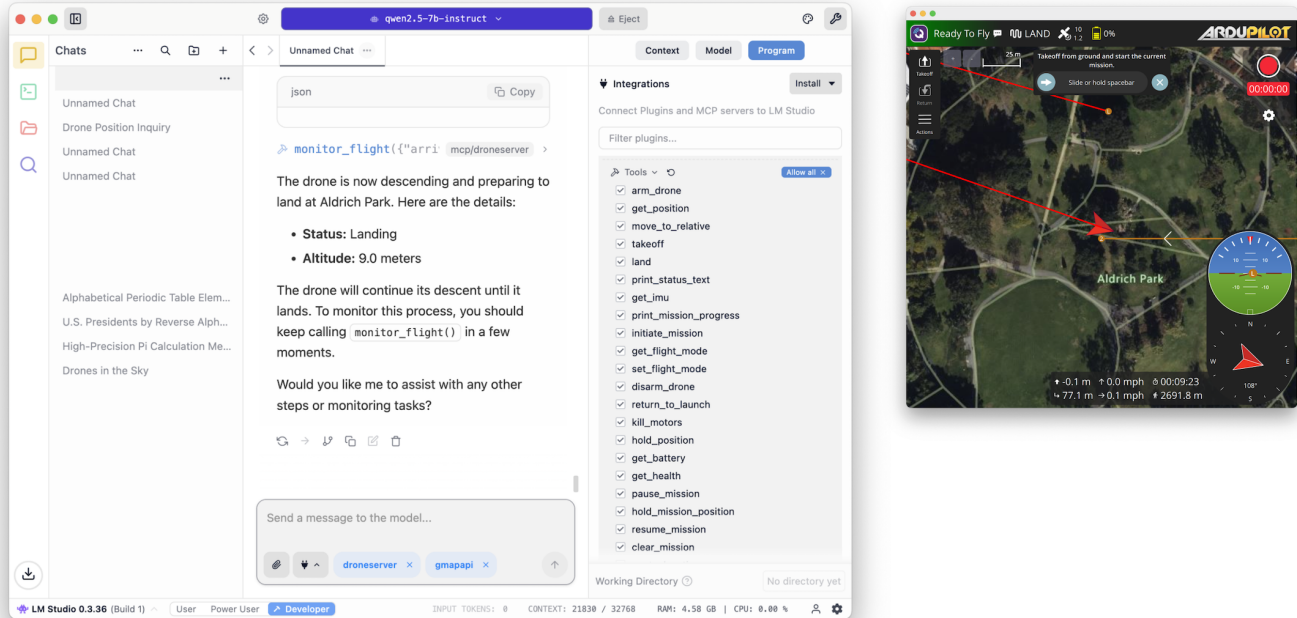 qwen2.5-7b-instruct
Eject
Chats
Unnamed Chat
Drone Position Inquiry
Unnamed Chat
Unnamed Chat
Alphabetical Periodic Table Elem...
U.S. Presidents by Reverse Alph...
High-Precision Pi Calculation Me...
Drones in the Sky
Unnamed Chat
json
Copy
monitor_flight({"arri mcp/droneserver
The drone is now descending and preparing to
land at Aldrich Park. Here are the details:
• Status: Landing
• Altitude: 9.0 meters
The drone will continue its descent until it
lands. To monitor this process, you should
keep calling monitor_flight() in a few
moments.
Would you like me to assist with any other
steps or monitoring tasks?
Send a message to the model...
droneserver ×
gmapapi ×
Context Model Program
Integrations
Install
Connect Plugins and MCP servers to LM Studio
Filter plugins...
Tools
Allow all ×
arm_drone
get_position
move_to_relative
takeoff
land
print_status_text
get_imu
print_mission_progress
initiate_mission
get_flight_mode
set_flight_mode
disarm_drone
return_to_launch
kill_motors
hold_position
get_battery
get_health
pause_mission
hold_mission_position
resume_mission
clear_mission
Working Directory
No directory yet
LM Studio 0.3.36 (Build 1)
User Power User Developer
INPUT TOKENS: 0 CONTEXT: 21830 / 32768 RAM: 4.58 GB | CPU: 0.00 %
Ready To Fly LAND 10 1.2 0% ARDUPILOT
Takeoff
Return
Actions
25 m
Takeoff from ground and start the current
mission.
Slide or hold spacebar
00:00:00
Aldrich Park
L
L
10 10
L
-10 -10
N
W E
108°
S
-0.1 m 0.0 mph 00:09:23
77.1 m 0.1 mph 2691.8 m